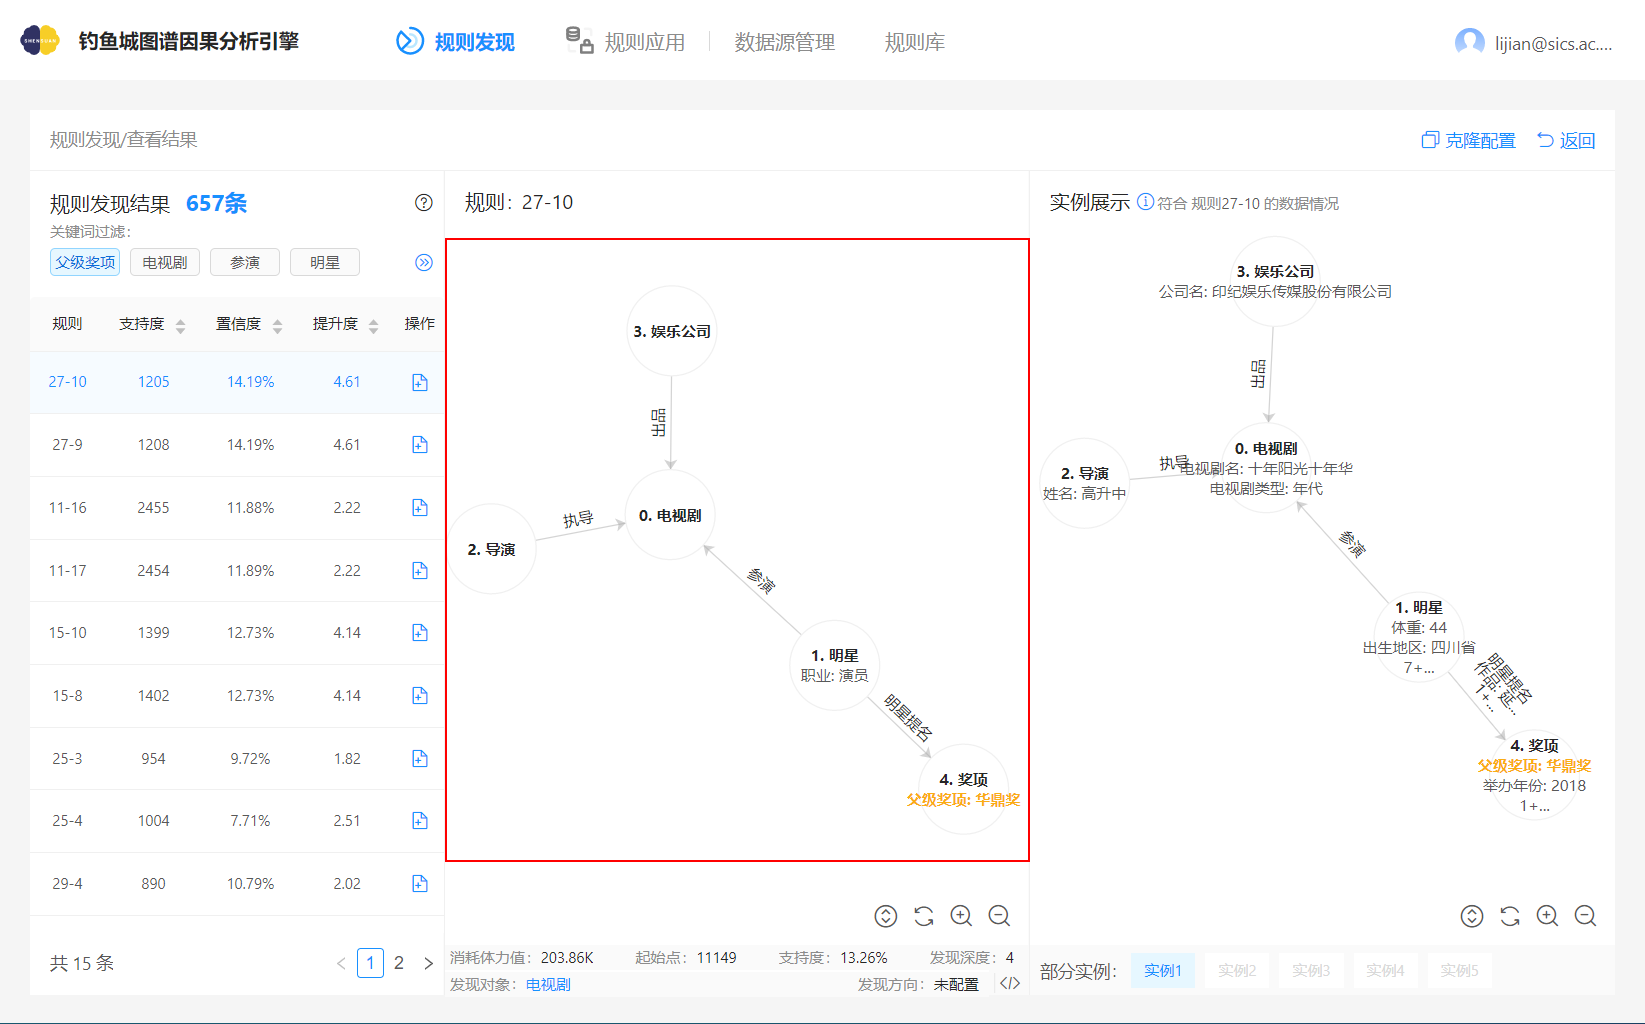 SHENGUAN
钓鱼城图谱因果分析引擎
规则发现
规则应用
数据源管理
规则库
lijian@sics.ac....
规则发现/查看结果
克隆配置
返回
规则发现结果 657条
关键词过滤:
父级奖项 电视剧 参演 明星
规则 支持度 置信度 提升度 操作
27-10 1205 14.19% 4.61
27-9 1208 14.19% 4.61
11-16 2455 11.88% 2.22
11-17 2454 11.89% 2.22
15-10 1399 12.73% 4.14
15-8 1402 12.73% 4.14
25-3 954 9.72% 1.82
25-4 1004 7.71% 2.51
29-4 890 10.79% 2.02
共 15 条
< 1 2 >
规则：27-10
3. 娱乐公司
出品
0. 电视剧
执导
2. 导演
参演
1. 明星
职业: 演员
明星提名
4. 奖项
父级奖项: 华鼎奖
消耗体力值: 203.86K 起始点: 11149 支持度: 13.26% 发现深度: 4
发现对象: 电视剧 发现方向: 未配置 </>
实例展示 符合 规则27-10 的数据情况
3. 娱乐公司
公司名: 印纪娱乐传媒股份有限公司
出品
0. 电视剧
电视剧名: 十年阳光十年华
电视剧类型: 年代
执导
2. 导演
姓名: 高升中
参演
1. 明星
体重: 44
出生地区: 四川省
7+...
明星提名
作品: 延...
1+...
4. 奖项
父级奖项: 华鼎奖
举办年份: 2018
1+...
部分实例: 实例1 实例2 实例3 实例4 实例5